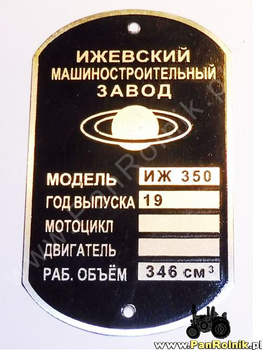 ИЖЕВСКИЙ
МАШИНОСТРОИТЕЛЬНЫЙ
ЗАВОД
МОДЕЛЬ ИЖ 350
ГОД ВЫПУСКА 19
МОТОЦИКЛ
ДВИГАТЕЛЬ
РАБ. ОБЪЁМ 346 см³
www.PanRolnik.pl